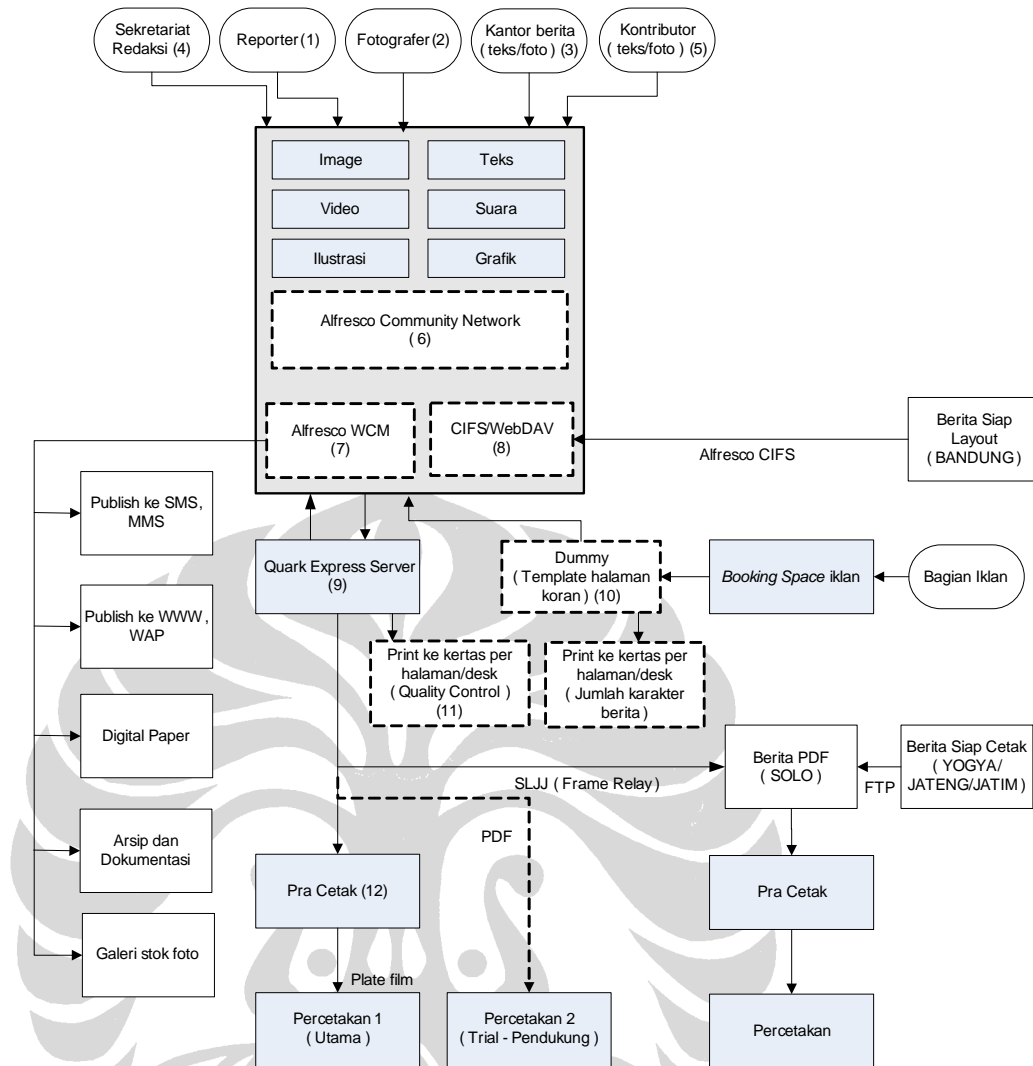 Sekretariat
Redaksi (4)
Reporter (1)
Fotografer (2)
Kantor berita
( teks/foto ) (3)
Kontributor
( teks/foto ) (5)
Image
Teks
Video
Suara
Ilustrasi
Grafik
Alfresco Community Network
( 6)
Alfresco WCM
(7)
CIFS/WebDAV
(8)
Alfresco CIFS
Berita Siap
Layout
( BANDUNG )
Publish ke SMS,
MMS
Quark Express Server
(9)
Dummy
( Template halaman
koran ) (10)
Booking Space iklan
Bagian Iklan
Publish ke WWW ,
WAP
Print ke kertas per
halaman/desk
( Quality Control )
(11)
Print ke kertas per
halaman/desk
( Jumlah karakter
berita )
Digital Paper
Berita PDF
( SOLO )
FTP
Berita Siap Cetak
( YOGYA/
JATENG/JATIM )
SLJJ ( Frame Relay )
PDF
Arsip dan
Dokumentasi
Pra Cetak (12)
Pra Cetak
Galeri stok foto
Plate film
Percetakan 1
( Utama )
Percetakan 2
( Trial - Pendukung )
Percetakan